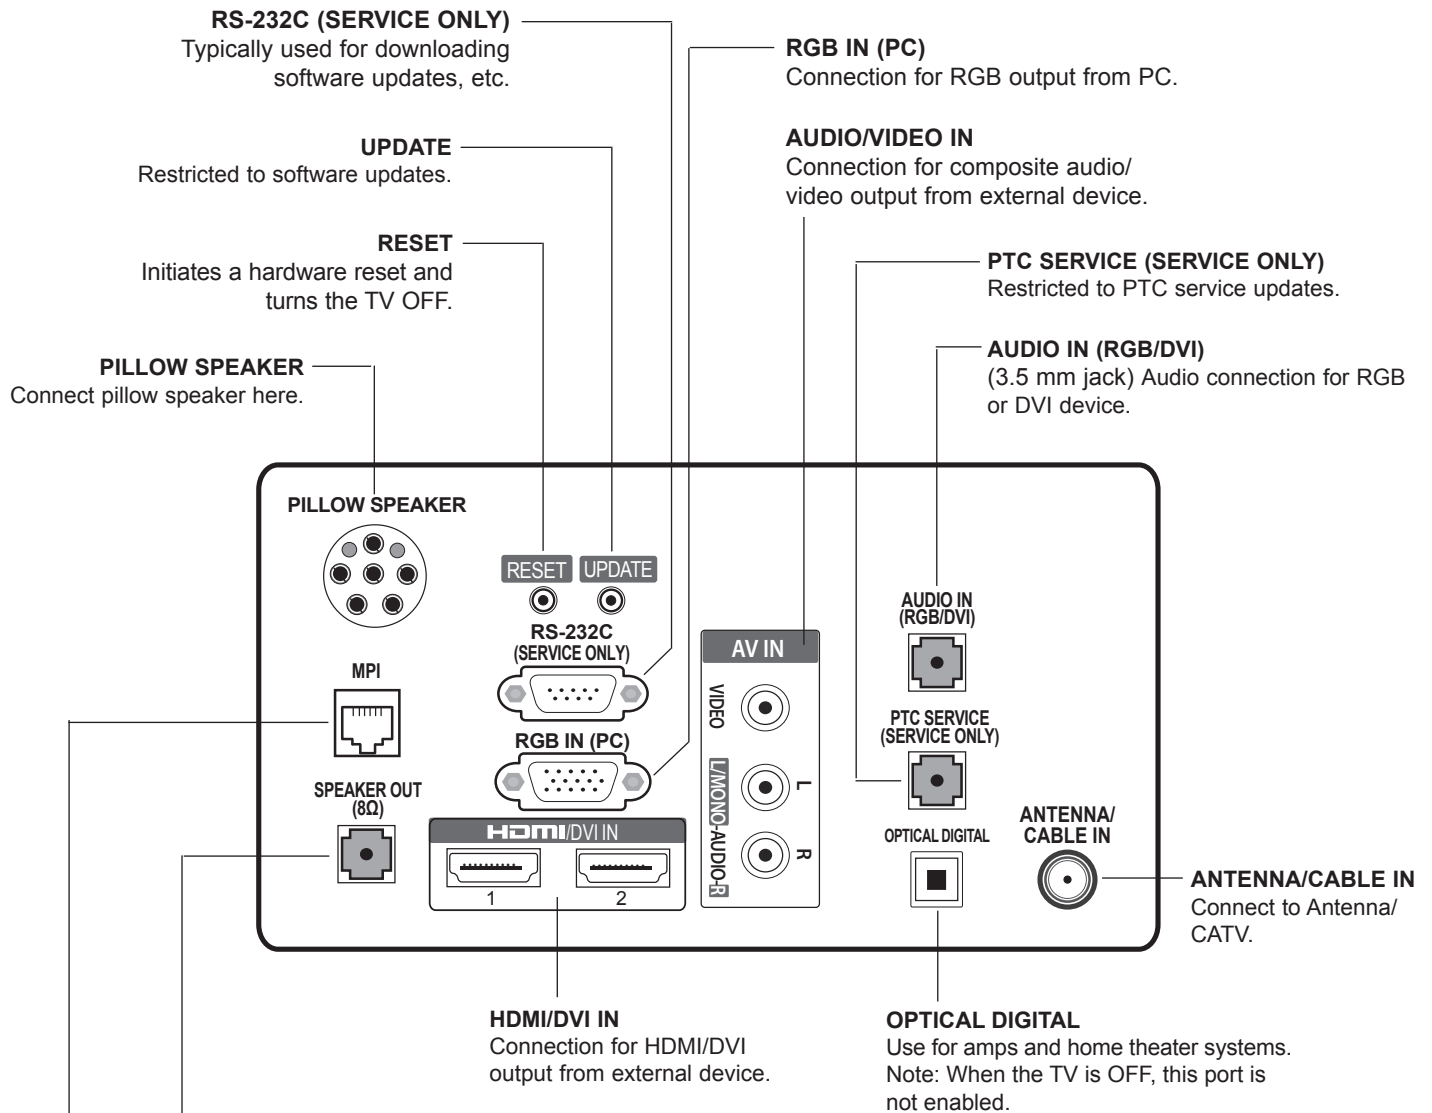 RS-232C (SERVICE ONLY)
Typically used for downloading
software updates, etc.
RGB IN (PC)
Connection for RGB output from PC.
UPDATE
Restricted to software updates.
AUDIO/VIDEO IN
Connection for composite audio/
video output from external device.
RESET
Initiates a hardware reset and
turns the TV OFF.
PTC SERVICE (SERVICE ONLY)
Restricted to PTC service updates.
PILLOW SPEAKER
Connect pillow speaker here.
AUDIO IN (RGB/DVI)
(3.5 mm jack) Audio connection for RGB
or DVI device.
PILLOW SPEAKER
RESET
UPDATE
RS-232C
(SERVICE ONLY)
MPI
RGB IN (PC)
SPEAKER OUT
(8Ω)
HDMI/DVI IN
1
2
AV IN
VIDEO
L/MONO-AUDIO-R
L
R
AUDIO IN
(RGB/DVI)
PTC SERVICE
(SERVICE ONLY)
OPTICAL DIGITAL
ANTENNA/
CABLE IN
ANTENNA/CABLE IN
Connect to Antenna/
CATV.
HDMI/DVI IN
Connection for HDMI/DVI
output from external device.
OPTICAL DIGITAL
Use for amps and home theater systems.
Note: When the TV is OFF, this port is
not enabled.